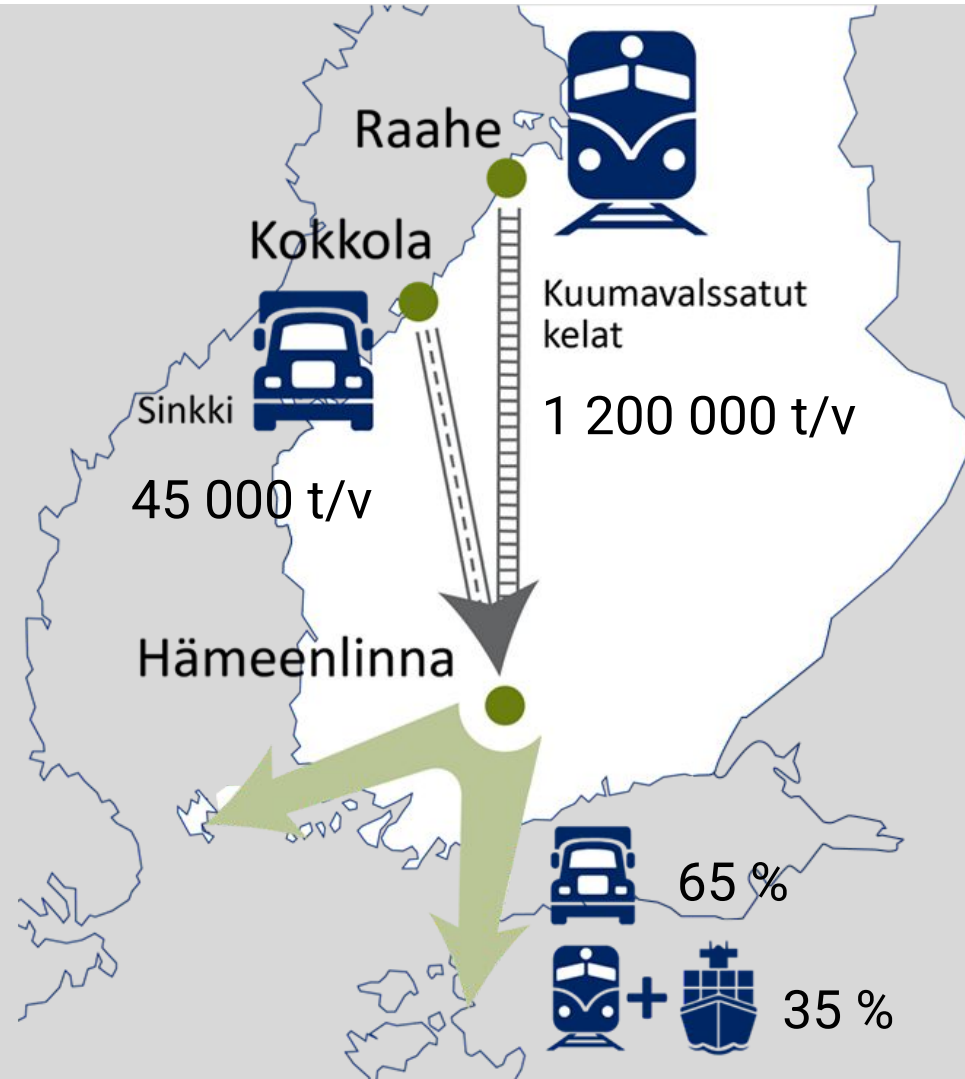 Raahe
Kokkola
Kuumavalssatut
kelat
Sinkki
1 200 000 t/v
45 000 t/v
Hämeenlinna
65 %
+
35 %